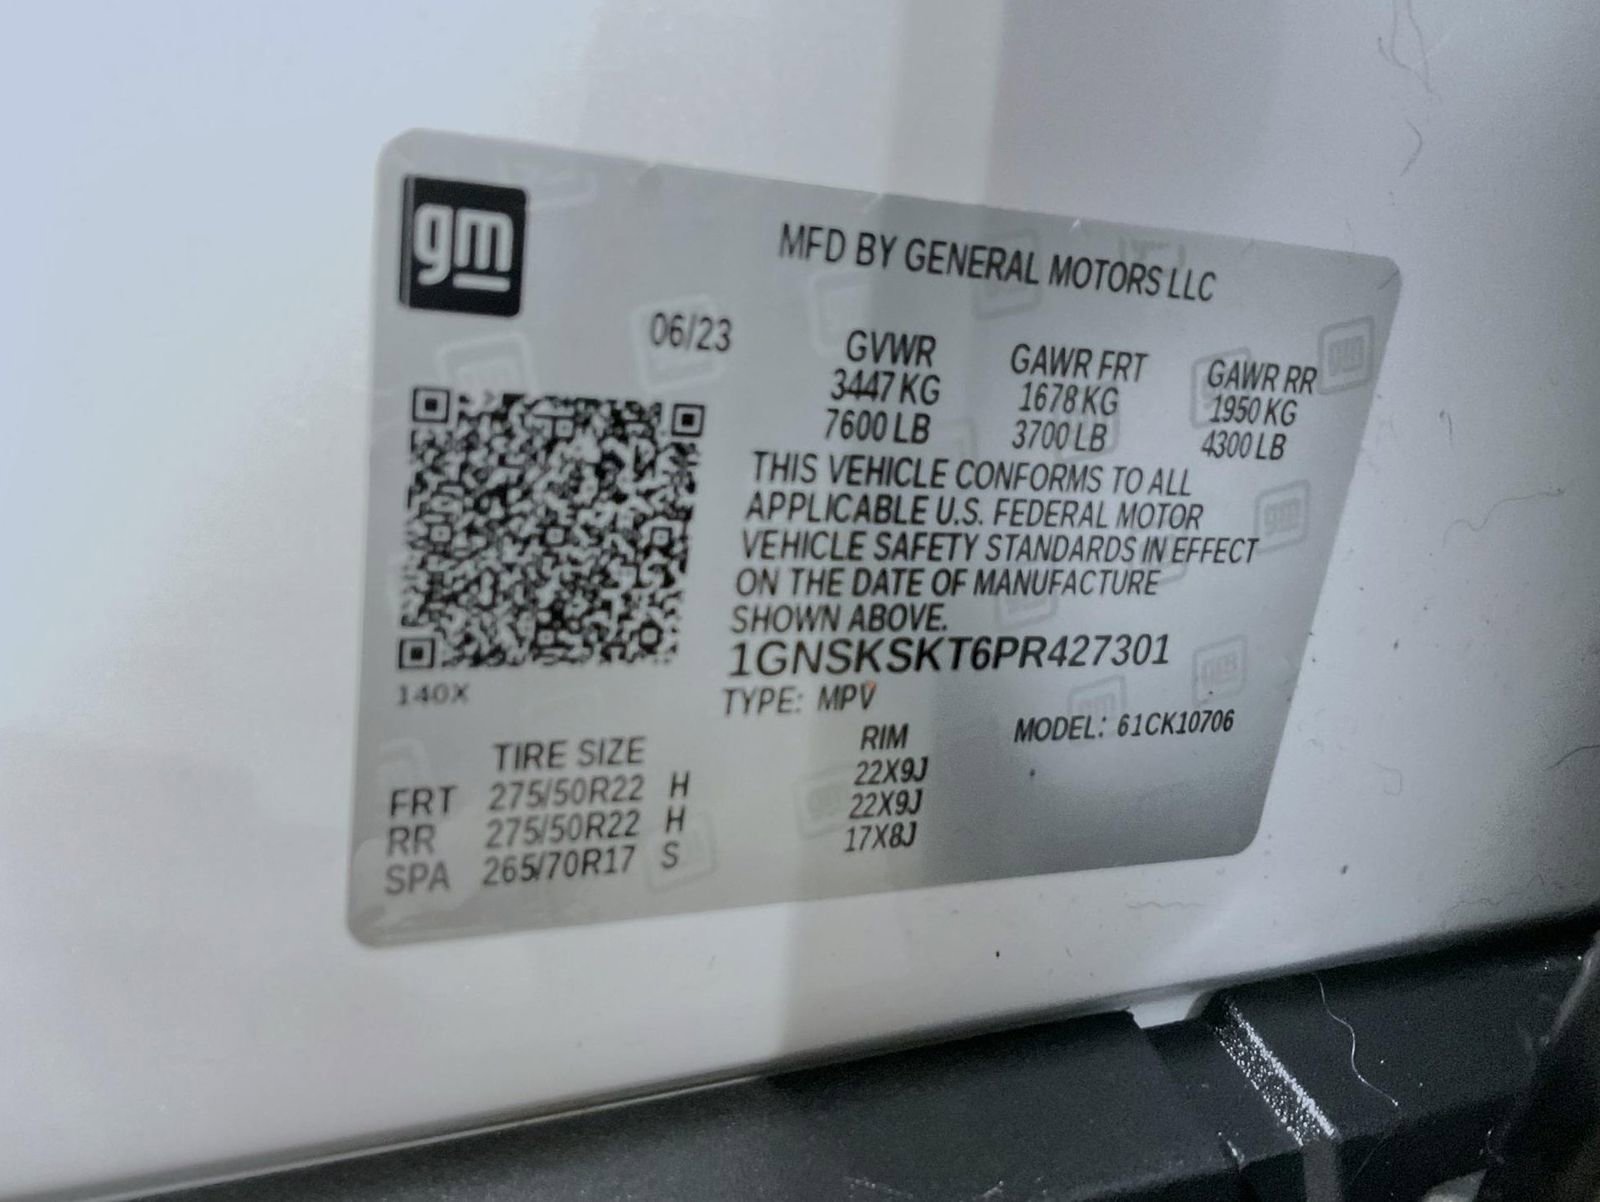 gm
MFD BY GENERAL MOTORS LLC
06/23
GVWR GAWR FRT GAWR RR
3447 KG 1678 KG 1950 KG
7600 LB 3700 LB 4300 LB
THIS VEHICLE CONFORMS TO ALL
APPLICABLE U.S. FEDERAL MOTOR
VEHICLE SAFETY STANDARDS IN EFFECT
ON THE DATE OF MANUFACTURE
SHOWN ABOVE.
1GNSKSKT6PR427301
140X
TYPE: MPV MODEL: 61CK10706
TIRE SIZE RIM
FRT 275/50R22 H 22X9J
RR 275/50R22 H 22X9J
SPA 265/70R17 S 17X8J